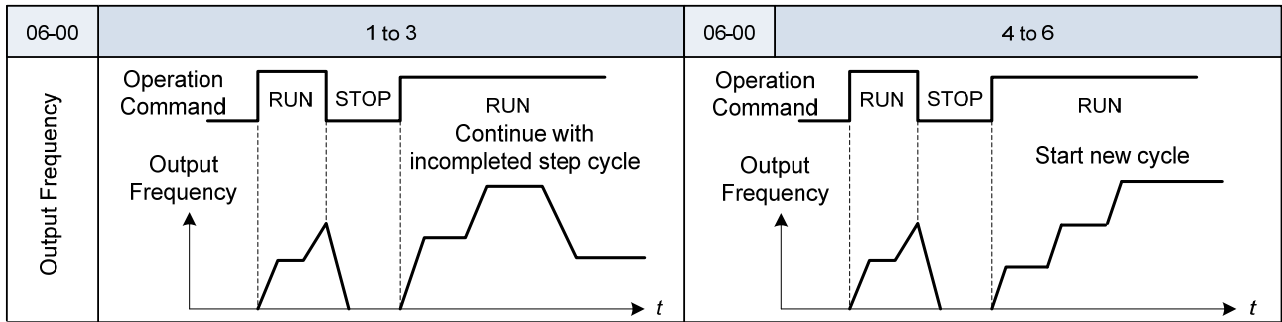 06-00
1 to 3
06-00
4 to 6
Output Frequency
Operation
Command
RUN
STOP
RUN
Continue with
incompleted step cycle
Output
Frequency
t
Operation
Command
RUN
STOP
RUN
Start new cycle
Output
Frequency
t